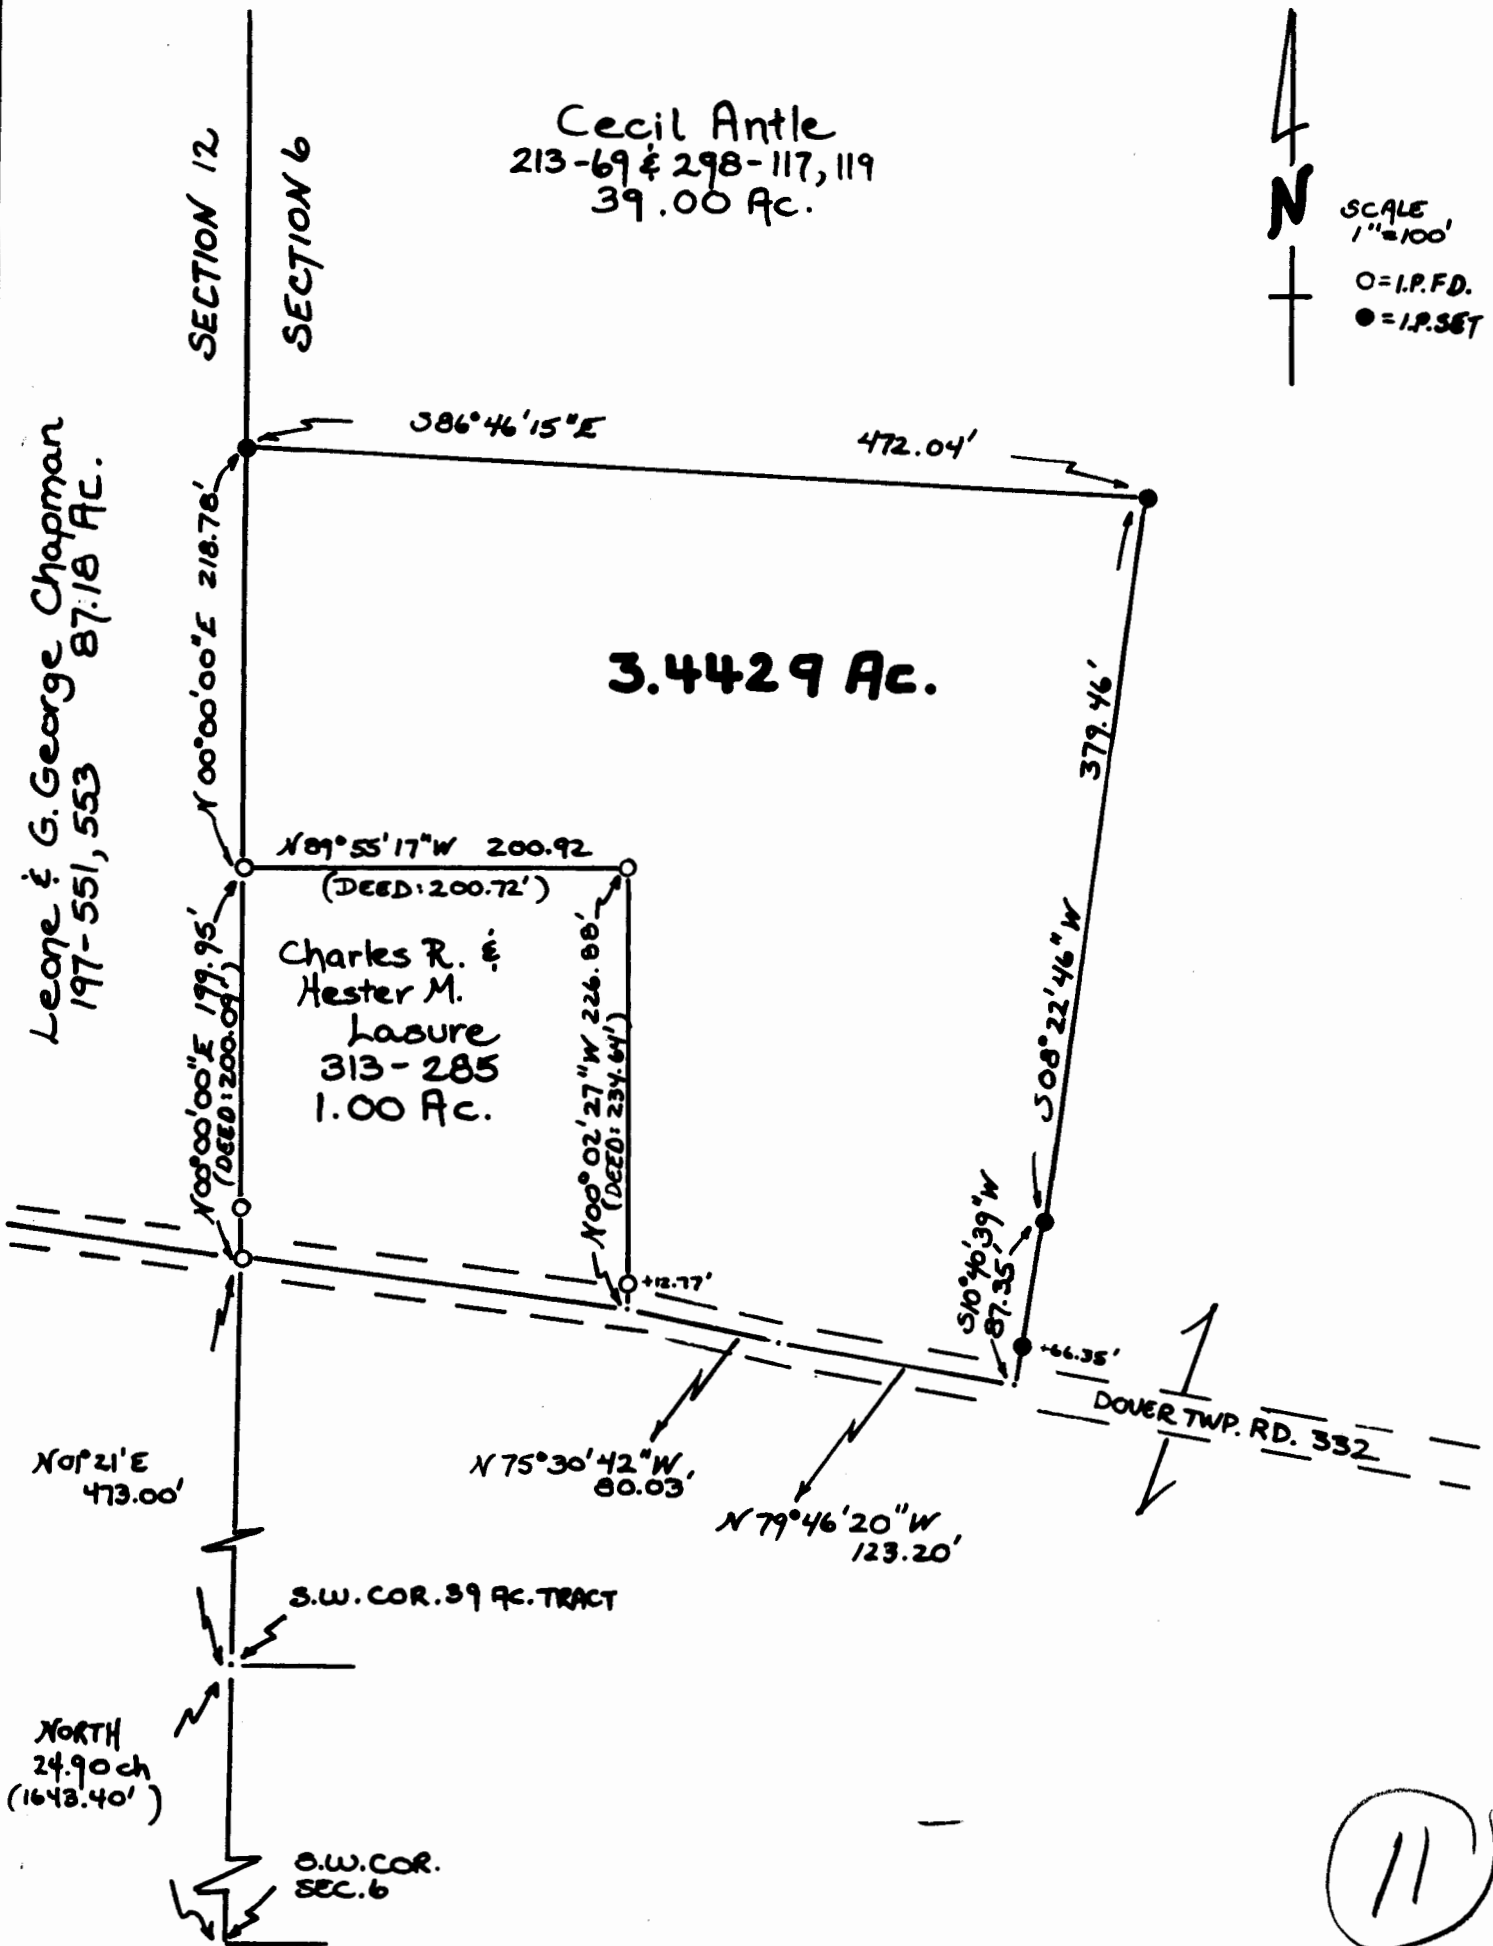 Cecil Antle
213-69 & 298-117, 119
39.00 Ac.
N
SCALE
1"=100'
O=I.P.FD.
●=I.P.SET
SECTION 12
SECTION 6
S86°46'15"E
472.04'
Leone & G. George Chapman
197-551, 553 87.18 Ac.
N00°00'00"E 218.78'
3.4429 Ac.
379.46'
S08°22'46"W
N89°55'17"W 200.92
(DEED: 200.72')
Charles R. &
Hester M.
Lasure
313-285
1.00 Ac.
N00°00'00"E 199.95'
(DEED: 200.09')
N00°02'27"W 226.88'
(DEED: 234.64')
+12.77'
S10°40'39"W
87.35'
+66.35'
DOVER TWP. RD. 332
N01°21'E
473.00'
N75°30'42"W
80.03'
N79°46'20"W
123.20'
S.W. COR. 39 AC. TRACT
NORTH
24.90 ch
(1643.40')
S.W. COR.
SEC. 6
11